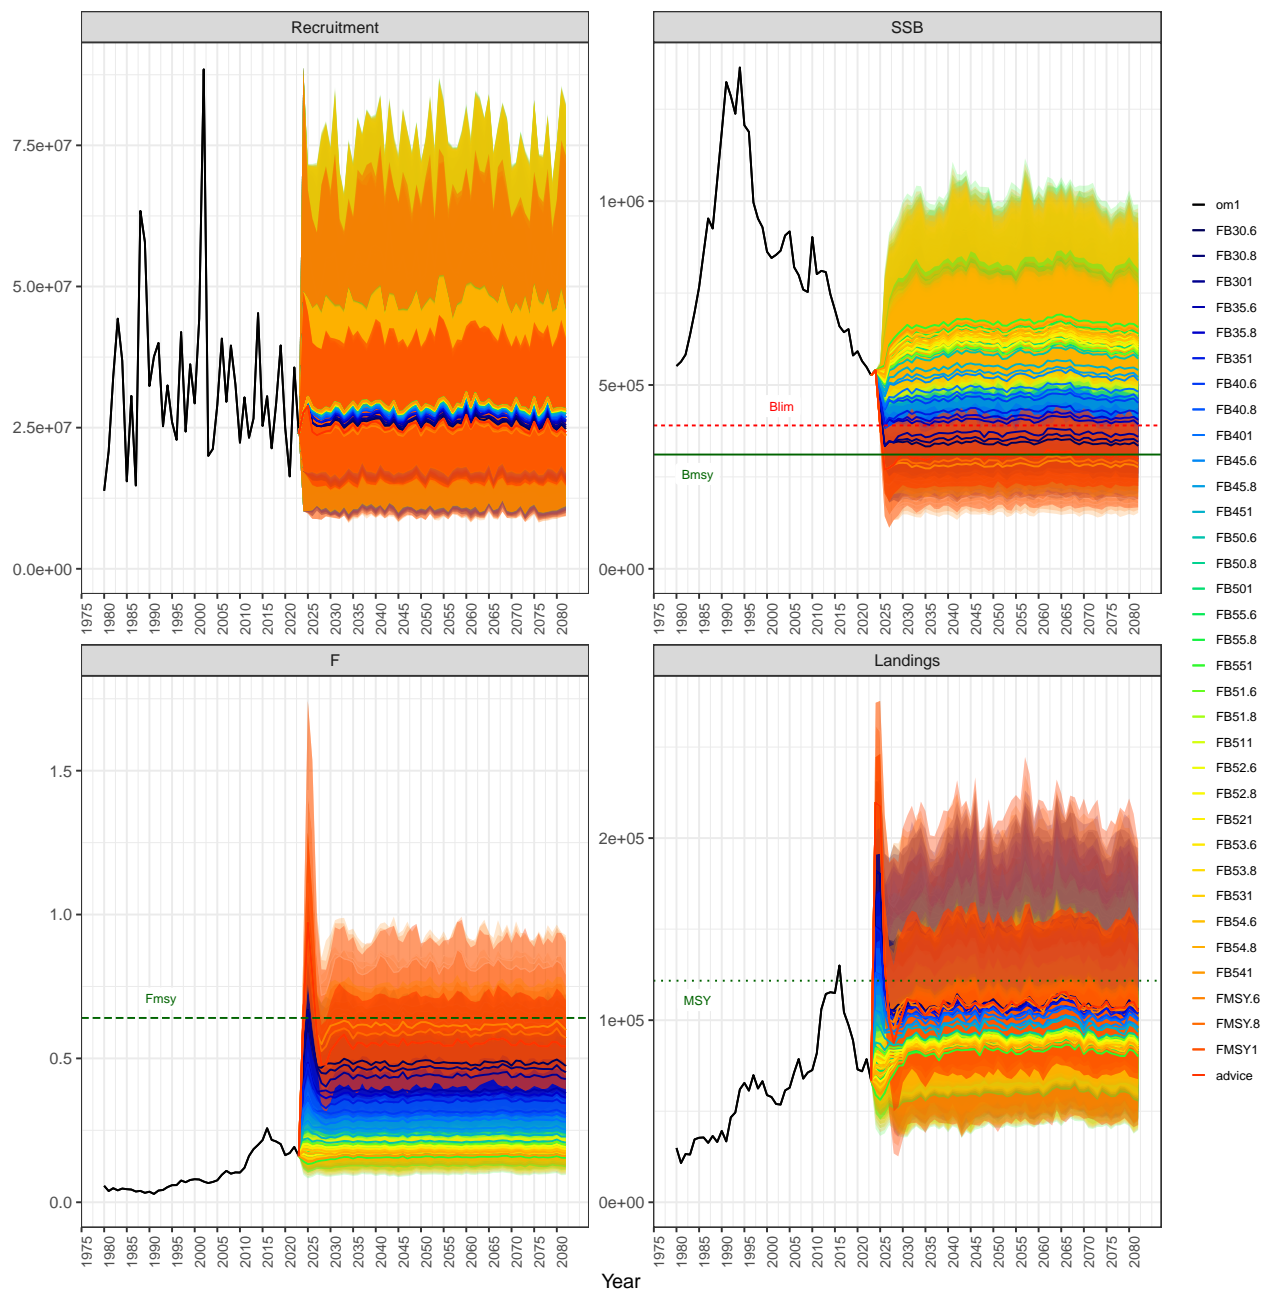 Recruitment
SSB
7.5e+07
5.0e+07
2.5e+07
0.0e+00
1e+06
5e+05
0e+00
Blim
Bmsy
1975 1980 1985 1990 1995 2000 2005 2010 2015 2020 2025 2030 2035 2040 2045 2050 2055 2060 2065 2070 2075 2080
1975 1980 1985 1990 1995 2000 2005 2010 2015 2020 2025 2030 2035 2040 2045 2050 2055 2060 2065 2070 2075 2080
F
Landings
1.5
1.0
0.5
0.0
Fmsy
2e+05
1e+05
0e+00
MSY
1975 1980 1985 1990 1995 2000 2005 2010 2015 2020 2025 2030 2035 2040 2045 2050 2055 2060 2065 2070 2075 2080
1975 1980 1985 1990 1995 2000 2005 2010 2015 2020 2025 2030 2035 2040 2045 2050 2055 2060 2065 2070 2075 2080
Year
om1
FB30.6
FB30.8
FB301
FB35.6
FB35.8
FB351
FB40.6
FB40.8
FB401
FB45.6
FB45.8
FB451
FB50.6
FB50.8
FB501
FB55.6
FB55.8
FB551
FB51.6
FB51.8
FB511
FB52.6
FB52.8
FB521
FB53.6
FB53.8
FB531
FB54.6
FB54.8
FB541
FMSY.6
FMSY.8
FMSY1
advice